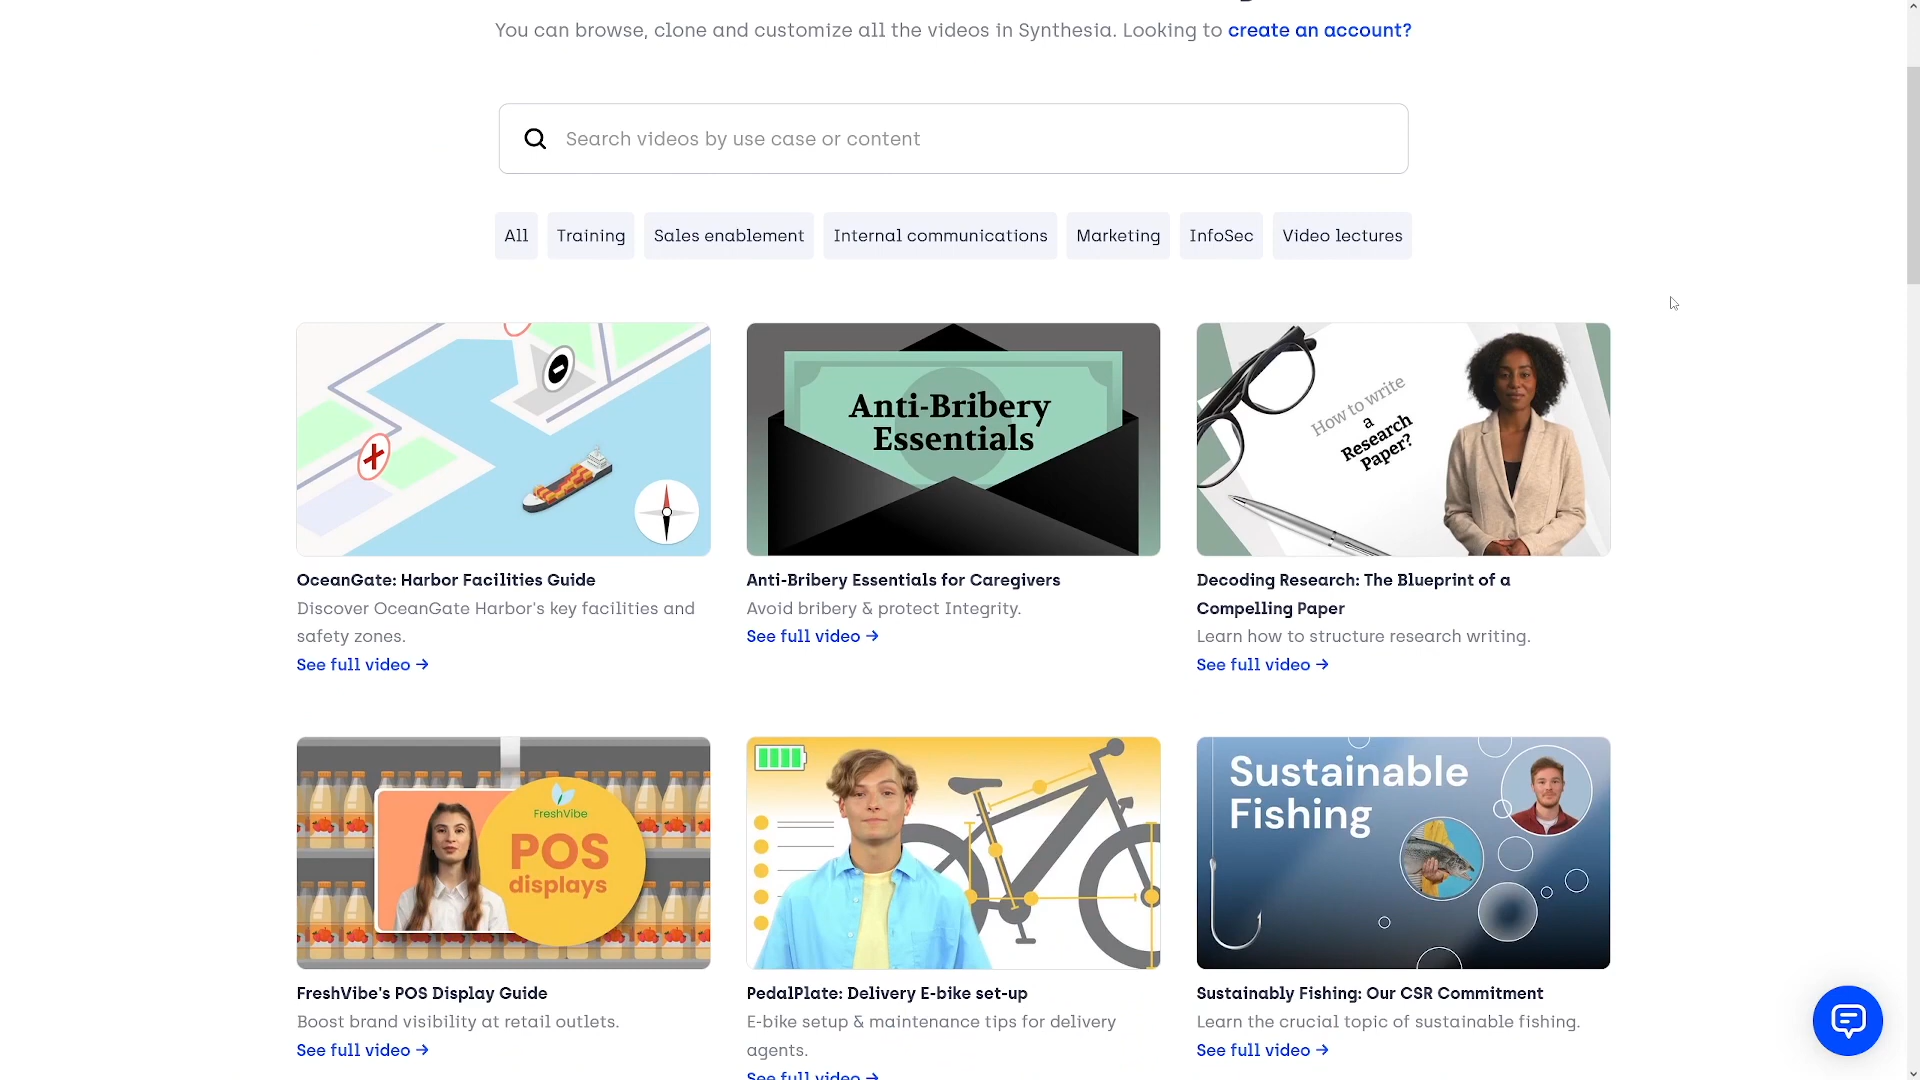 You can browse, clone and customize all the videos in Synthesia. Looking to create an account?
Search videos by use case or content
All Training Sales enablement Internal communications Marketing InfoSec Video lectures
Anti-Bribery
Essentials
How to write
a
Research
Paper?
OceanGate: Harbor Facilities Guide
Discover OceanGate Harbor's key facilities and
safety zones.
See full video →
Anti-Bribery Essentials for Caregivers
Avoid bribery & protect Integrity.
See full video →
Decoding Research: The Blueprint of a
Compelling Paper
Learn how to structure research writing.
See full video →
FreshVibe
POS
displays
Sustainable
Fishing
FreshVibe's POS Display Guide
Boost brand visibility at retail outlets.
See full video →
PedalPlate: Delivery E-bike set-up
E-bike setup & maintenance tips for delivery
agents.
See full video →
Sustainably Fishing: Our CSR Commitment
Learn the crucial topic of sustainable fishing.
See full video →